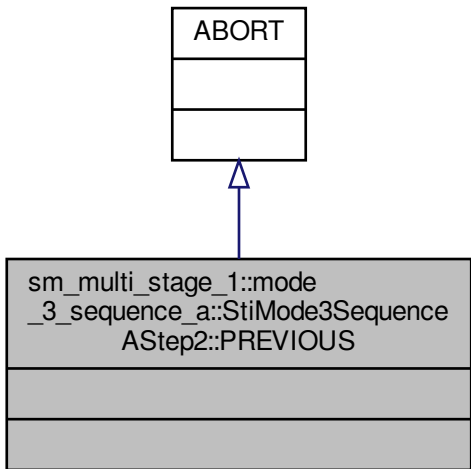 ABORT
sm_multi_stage_1::mode
_3_sequence_a::StiMode3Sequence
AStep2::PREVIOUS